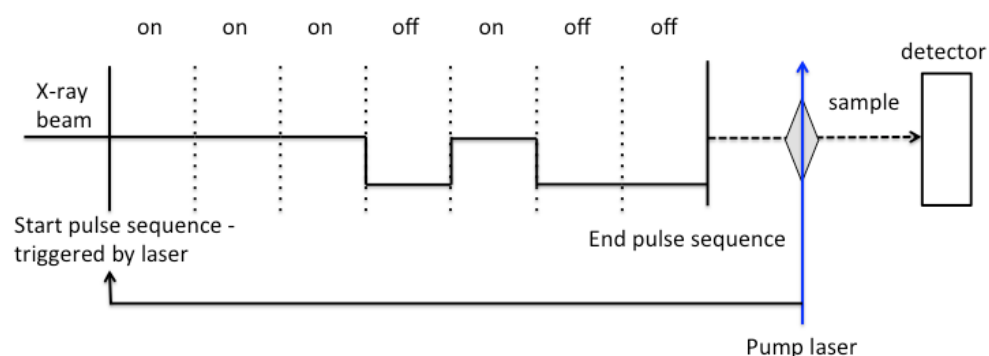 on on on off on off off
detector
X-ray
beam
sample
Start pulse sequence -
triggered by laser
End pulse sequence
Pump laser